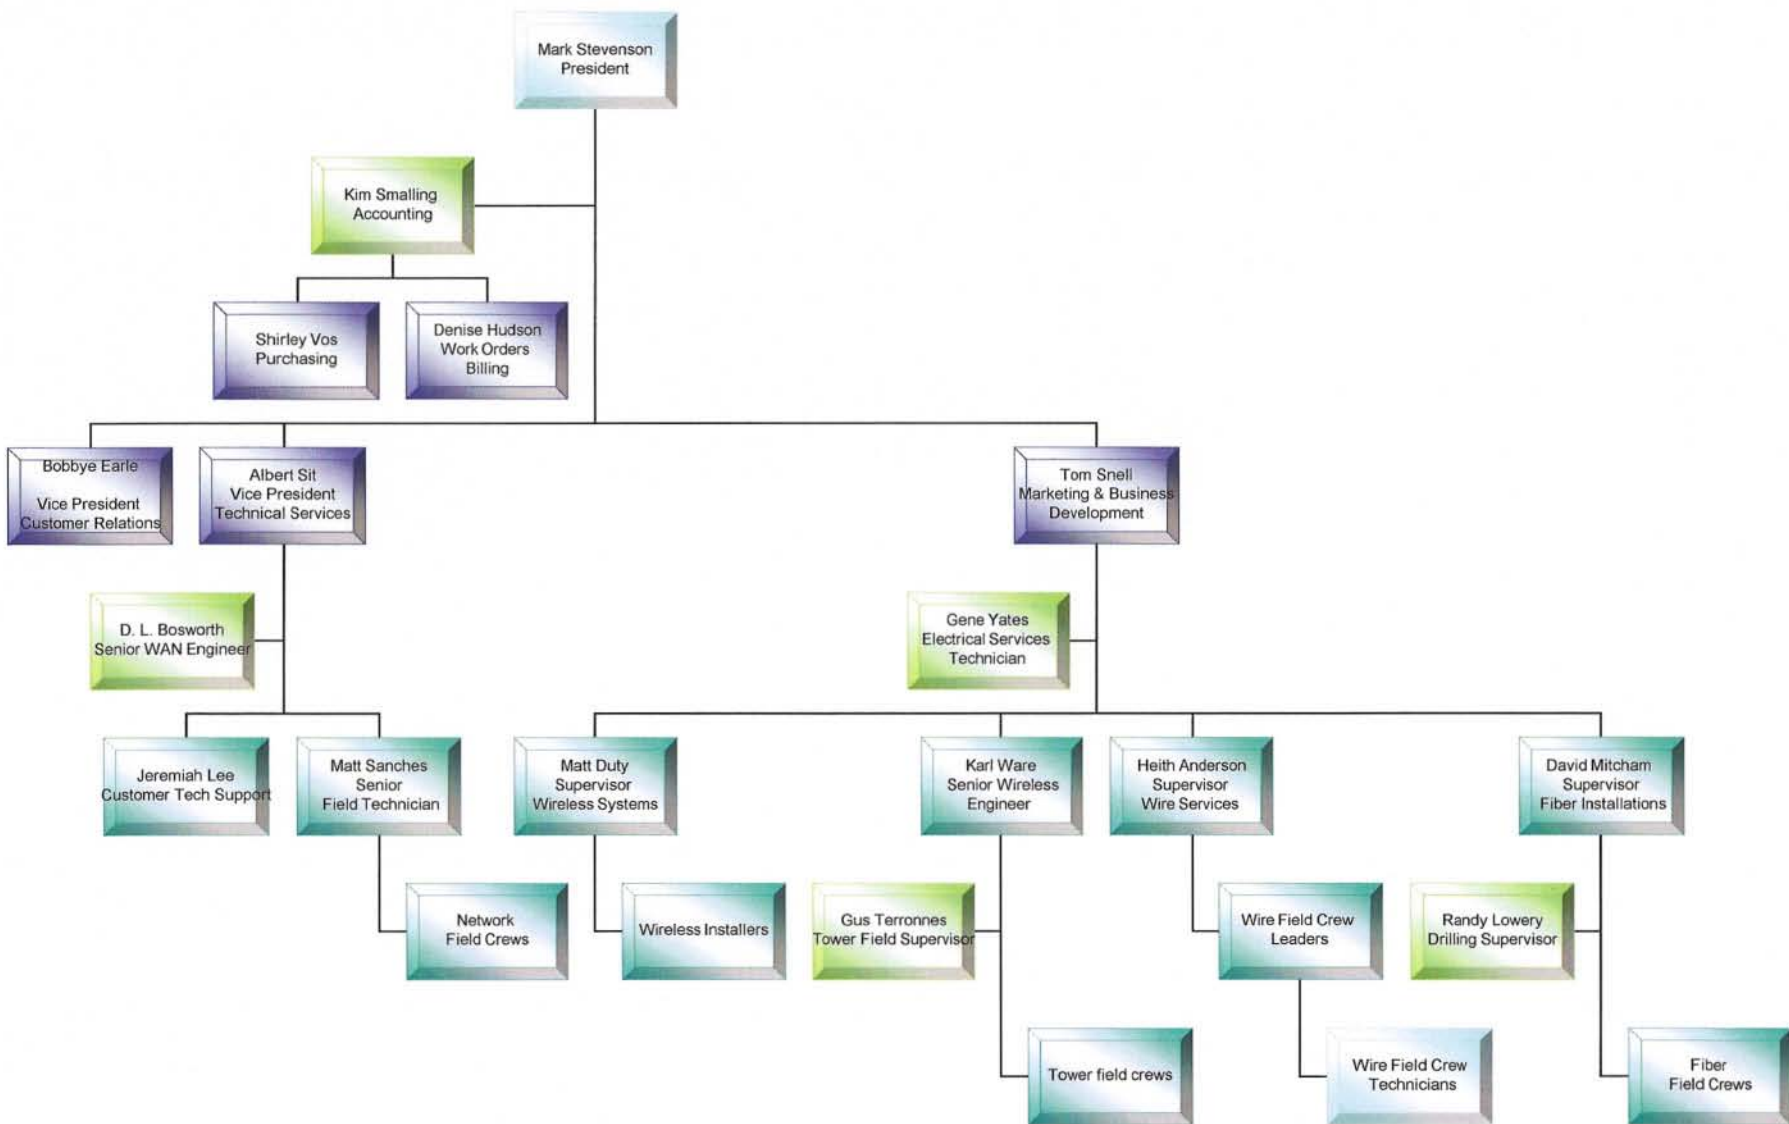 Mark Stevenson
President
Kim Smalling
Accounting
Shirley Vos
Purchasing
Denise Hudson
Work Orders
Billing
Bobbye Earle
Vice President
Customer Relations
Albert Sit
Vice President
Technical Services
Tom Snell
Marketing & Business
Development
D. L. Bosworth
Senior WAN Engineer
Gene Yates
Electrical Services
Technician
Jeremiah Lee
Customer Tech Support
Matt Sanches
Senior
Field Technician
Matt Duty
Supervisor
Wireless Systems
Karl Ware
Senior Wireless
Engineer
Heith Anderson
Supervisor
Wire Services
David Mitcham
Supervisor
Fiber Installations
Network
Field Crews
Wireless Installers
Gus Terronnes
Tower Field Supervisor
Wire Field Crew
Leaders
Randy Lowery
Drilling Supervisor
Tower field crews
Wire Field Crew
Technicians
Fiber
Field Crews